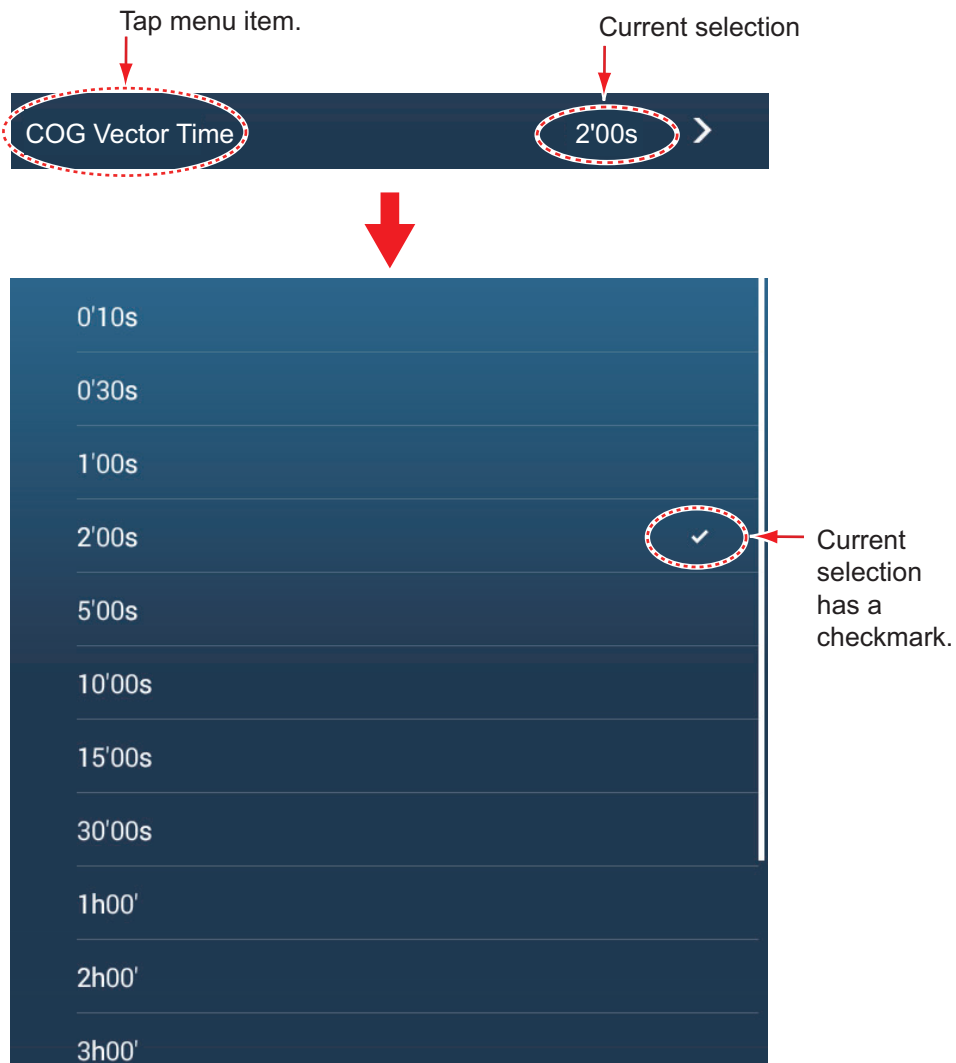 Tap menu item.
Current selection
COG Vector Time 2'00s
0'10s
0'30s
1'00s
2'00s
5'00s
10'00s
15'00s
30'00s
1h00'
2h00'
3h00'
Current
selection
has a
checkmark.